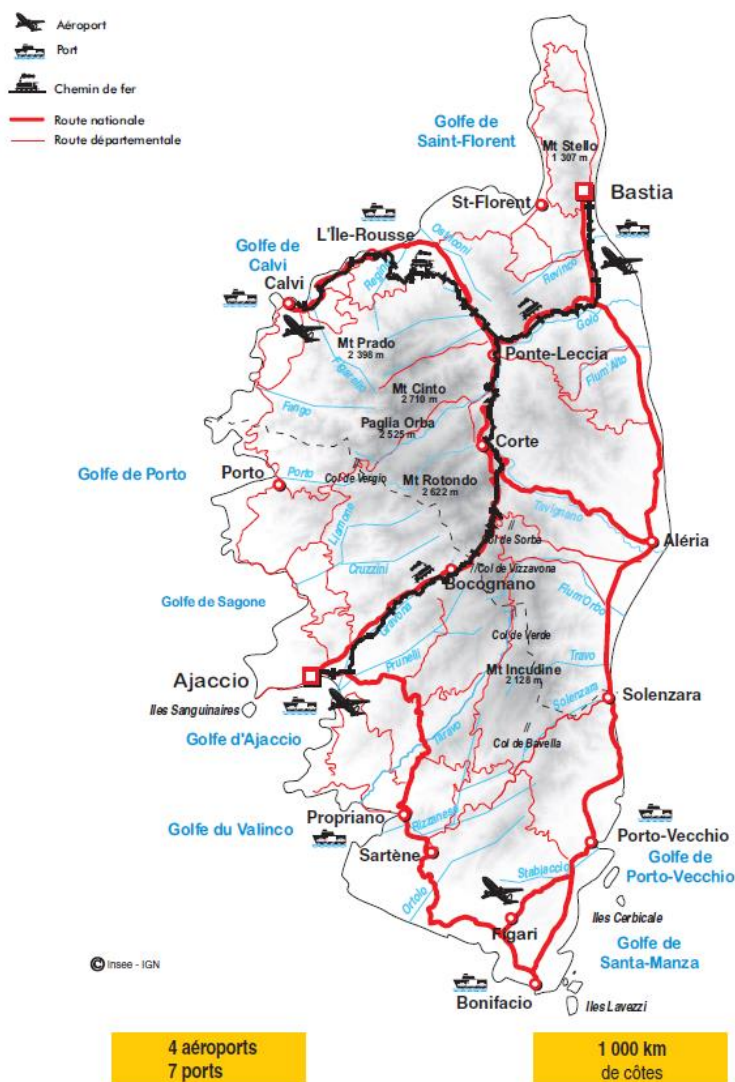 Aéroport
Port
Chemin de fer
Route nationale
Route départementale
Golfe de
Saint-Florent
Mt Stello
1 307 m
Bastia
St-Florent
L'Île-Rousse
Ostriconi
Golfe de
Calvi
Calvi
Regino
Bevinco
Golo
Mt Prado
2 398 m
Ponte-Leccia
Figarella
Flum'Alto
Mt Cinto
2 710 m
Fango
Paglia Orba
2 525 m
Corte
Golfe de Porto
Porto
Porto
Col de Vergio
Mt Rotondo
2 622 m
Tavignano
Liamone
Col de Sorba
Aléria
Cruzzini
//Col de Vizzavona
Bocognano
Golfe de Sagone
Flum'Orbo
Gravona
Col de Verde
Prunelli
Travo
Ajaccio
Mt Incudine
2 128 m
Solenzara
Solenzara
Iles Sanguinaires
Golfe d'Ajaccio
Taravo
Col de Bavella
Propriano
Rizzanese
Golfe du Valinco
Porto-Vecchio
Sartène
Golfe de
Porto-Vecchio
Stabiaccio
Ortolo
Iles Cerbicale
Figari
Golfe de
Santa-Manza
© Insee - IGN
Bonifacio
Iles Lavezzi
4 aéroports
7 ports
1 000 km
de côtes